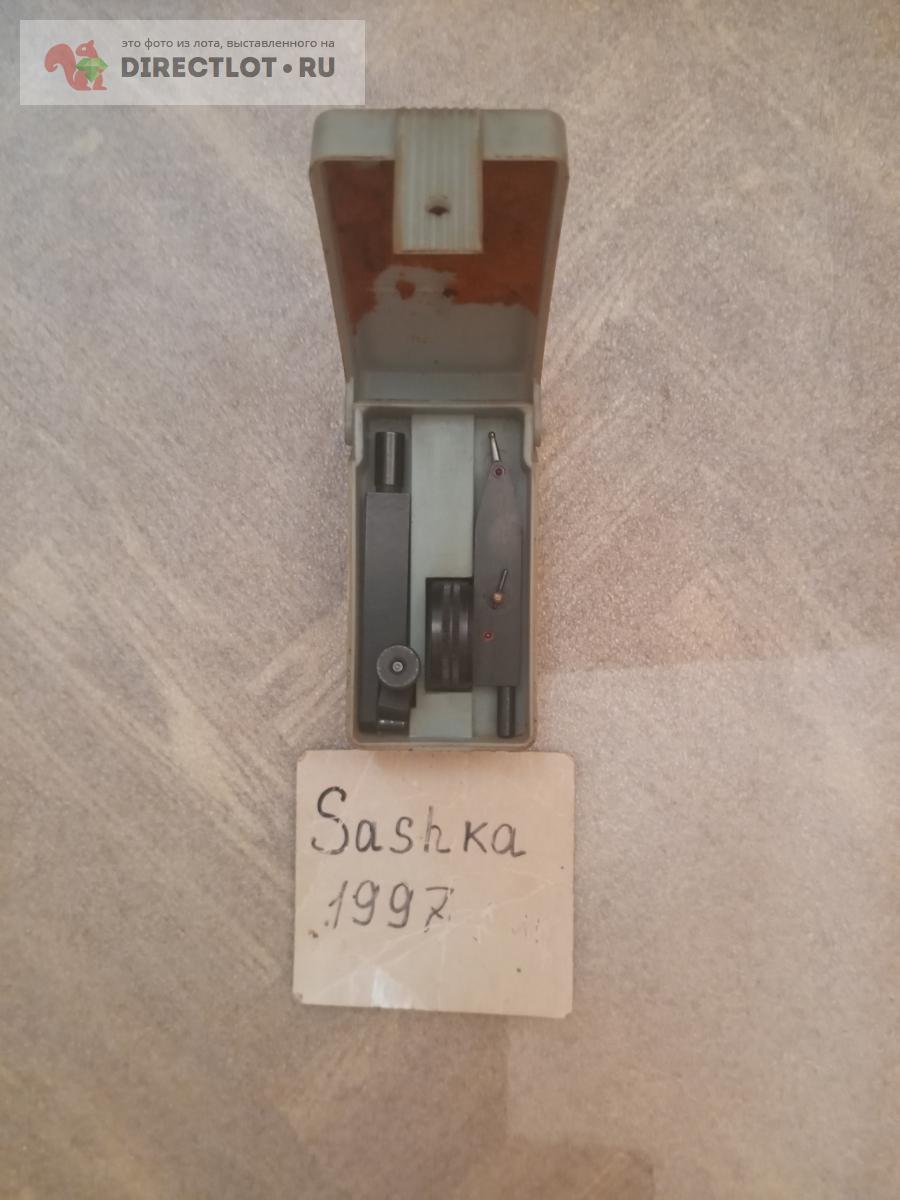 это фото из лота, выставленного на
DIRECTLOT•RU
Sashka
1997